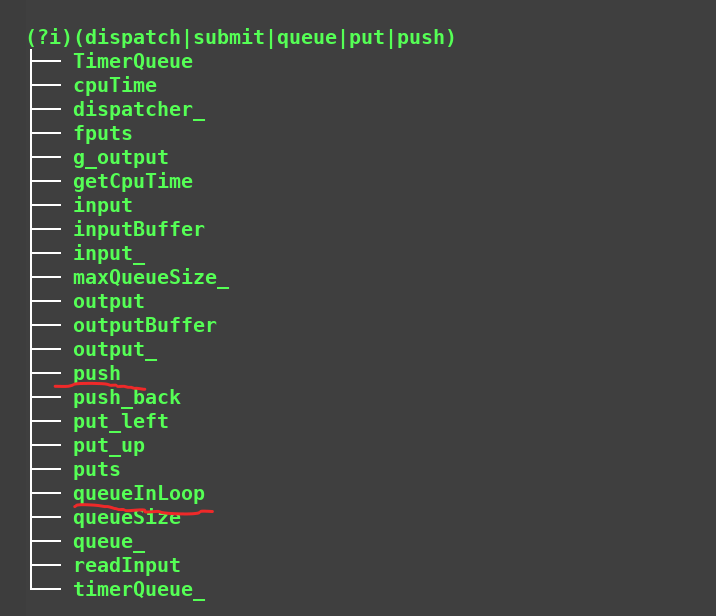 (?i)(dispatch|submit|queue|put|push)
TimerQueue
cpuTime
dispatcher_
fputs
g_output
getCpuTime
input
inputBuffer
input_
maxQueueSize_
output
outputBuffer
output_
push
push_back
put_left
put_up
puts
queueInLoop
queueSize
queue_
readInput
timerQueue_